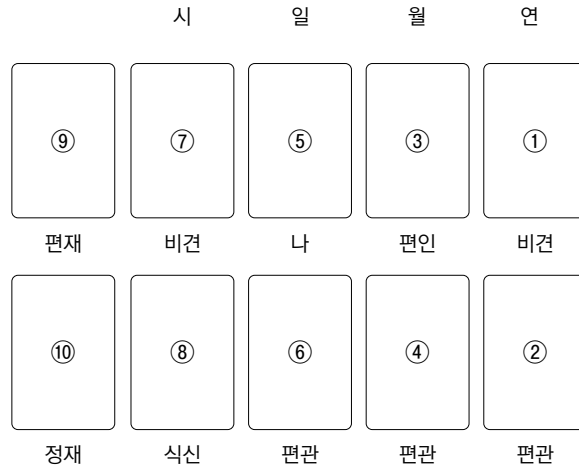 시 일 월 연
⑨ ⑦ ⑤ ③ ①
편재 비견 나 편인 비견
⑩ ⑧ ⑥ ④ ②
정재 식신 편관 편관 편관